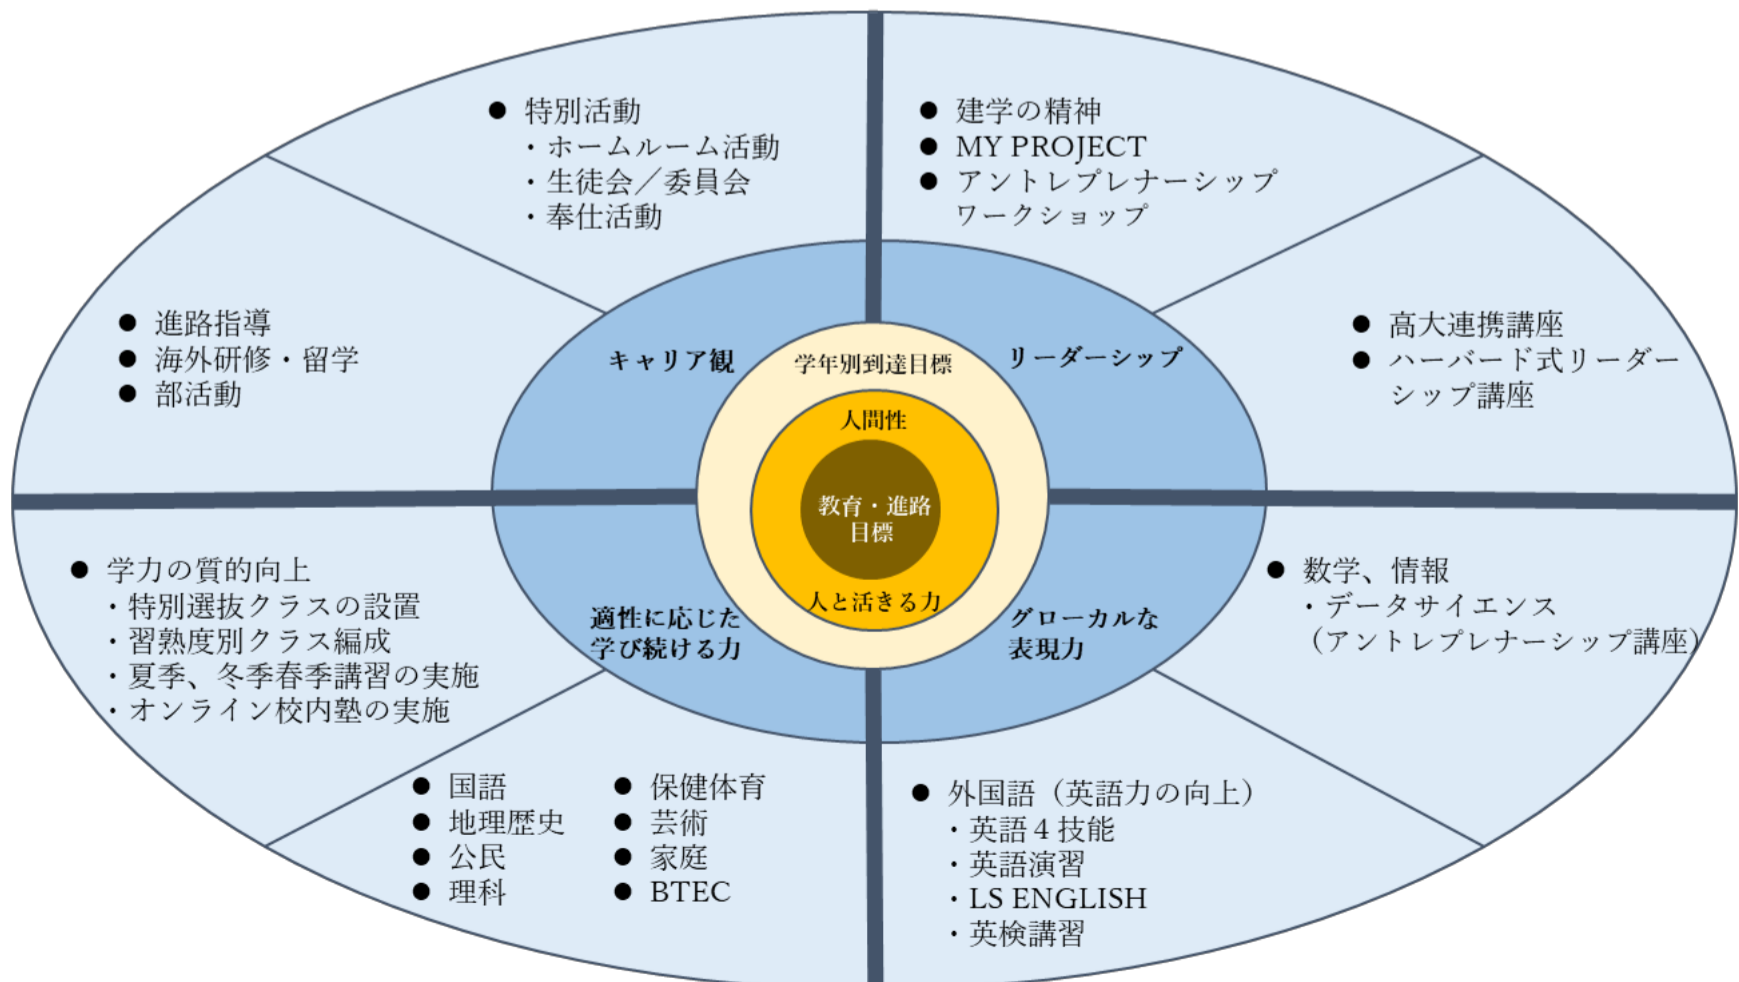 ● 特別活動
・ホームルーム活動
・生徒会／委員会
・奉仕活動
● 建学の精神
● MY PROJECT
● アントレプレナーシップ
ワークショップ
● 進路指導
● 海外研修・留学
● 部活動
● 高大連携講座
● ハーバード式リーダー
シップ講座
キャリア観
学年別到達目標
リーダーシップ
人間性
教育・進路
目標
人と活きる力
適性に応じた
学び続ける力
グローカルな
表現力
● 学力の質的向上
・特別選抜クラスの設置
・習熟度別クラス編成
・夏季、冬季春季講習の実施
・オンライン校内塾の実施
● 数学、情報
・データサイエンス
（アントレプレナーシップ講座）
● 国語
● 地理歴史
● 公民
● 理科
● 保健体育
● 芸術
● 家庭
● BTEC
● 外国語（英語力の向上）
・英語４技能
・英語演習
・LS ENGLISH
・英検講習